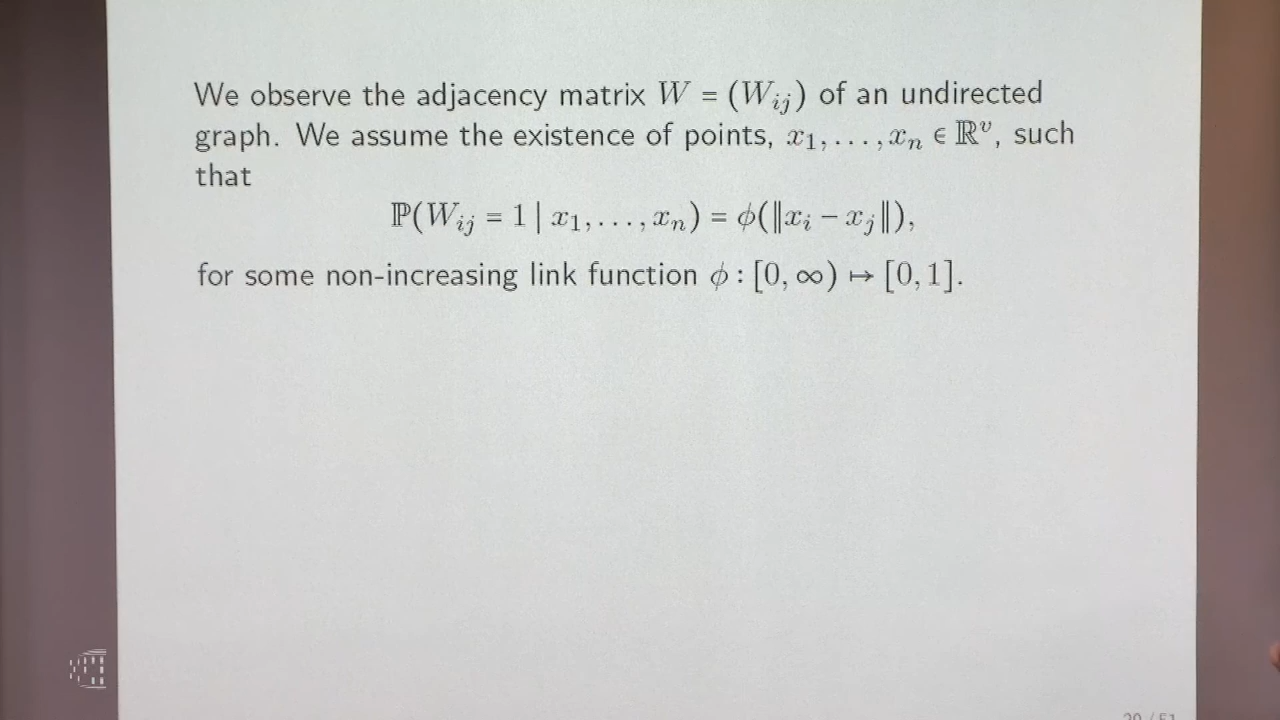 We observe the adjacency matrix W = (W_{ij}) of an undirected
graph. We assume the existence of points, x_1, . . . , x_n ∈ ℝ^v, such
that
ℙ(W_{ij} = 1 | x_1, . . . , x_n) = ϕ(‖x_i − x_j‖),
for some non-increasing link function ϕ : [0, ∞) ↦ [0, 1].